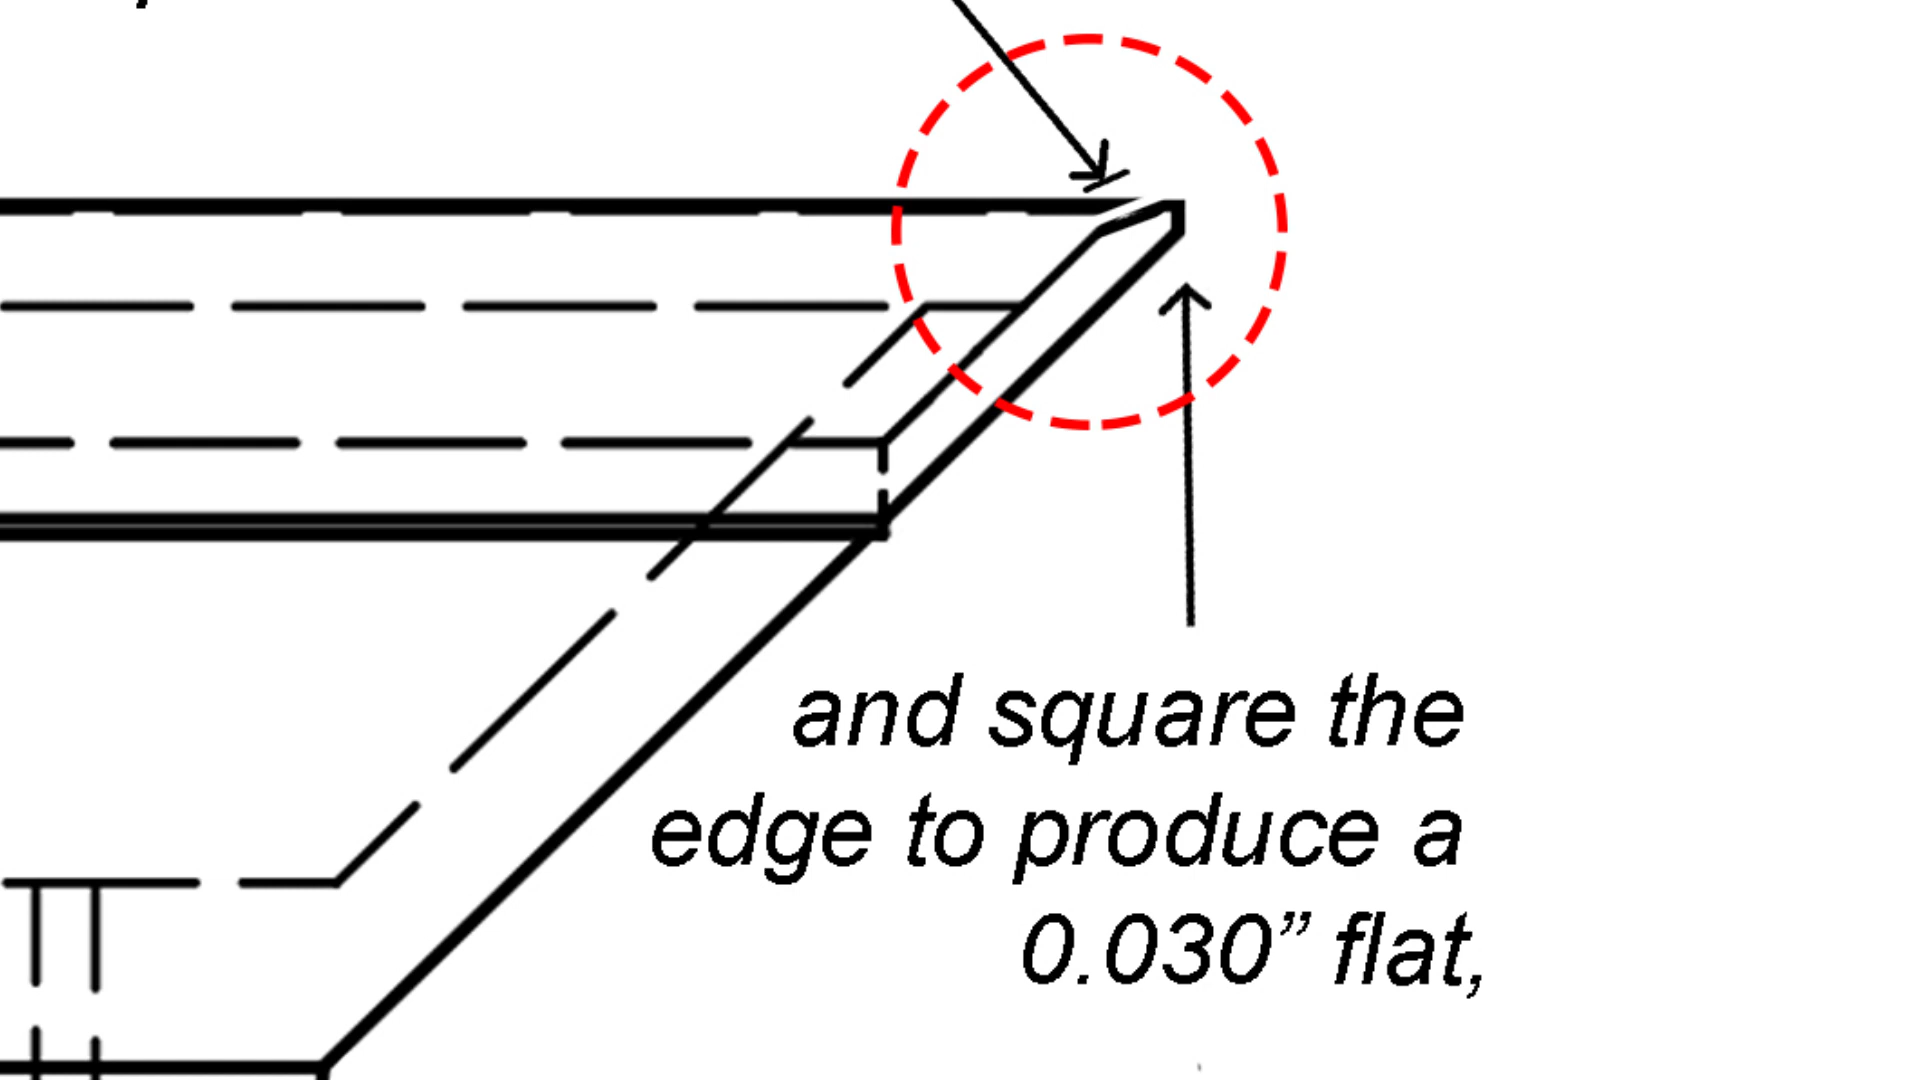 and square the
edge to produce a
0.030” flat,